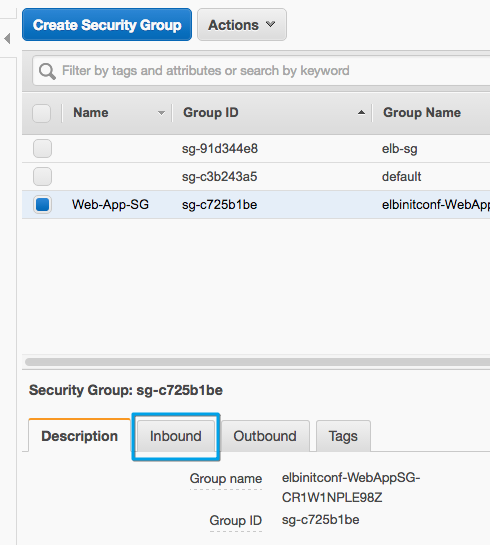 Create Security Group Actions
Filter by tags and attributes or search by keyword
Name Group ID Group Name
sg-91d344e8 elb-sg
sg-c3b243a5 default
Web-App-SG sg-c725b1be elbinitconf-WebApp
Security Group: sg-c725b1be
Description Inbound Outbound Tags
Group name elbinitconf-WebAppSG-
CR1W1NPLE98Z
Group ID sg-c725b1be